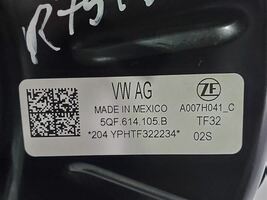 VW AG
ZF
MADE IN MEXICO
A007H041_C
5QF.614.105.B
TF32
*204 YPHTF322234*
02S